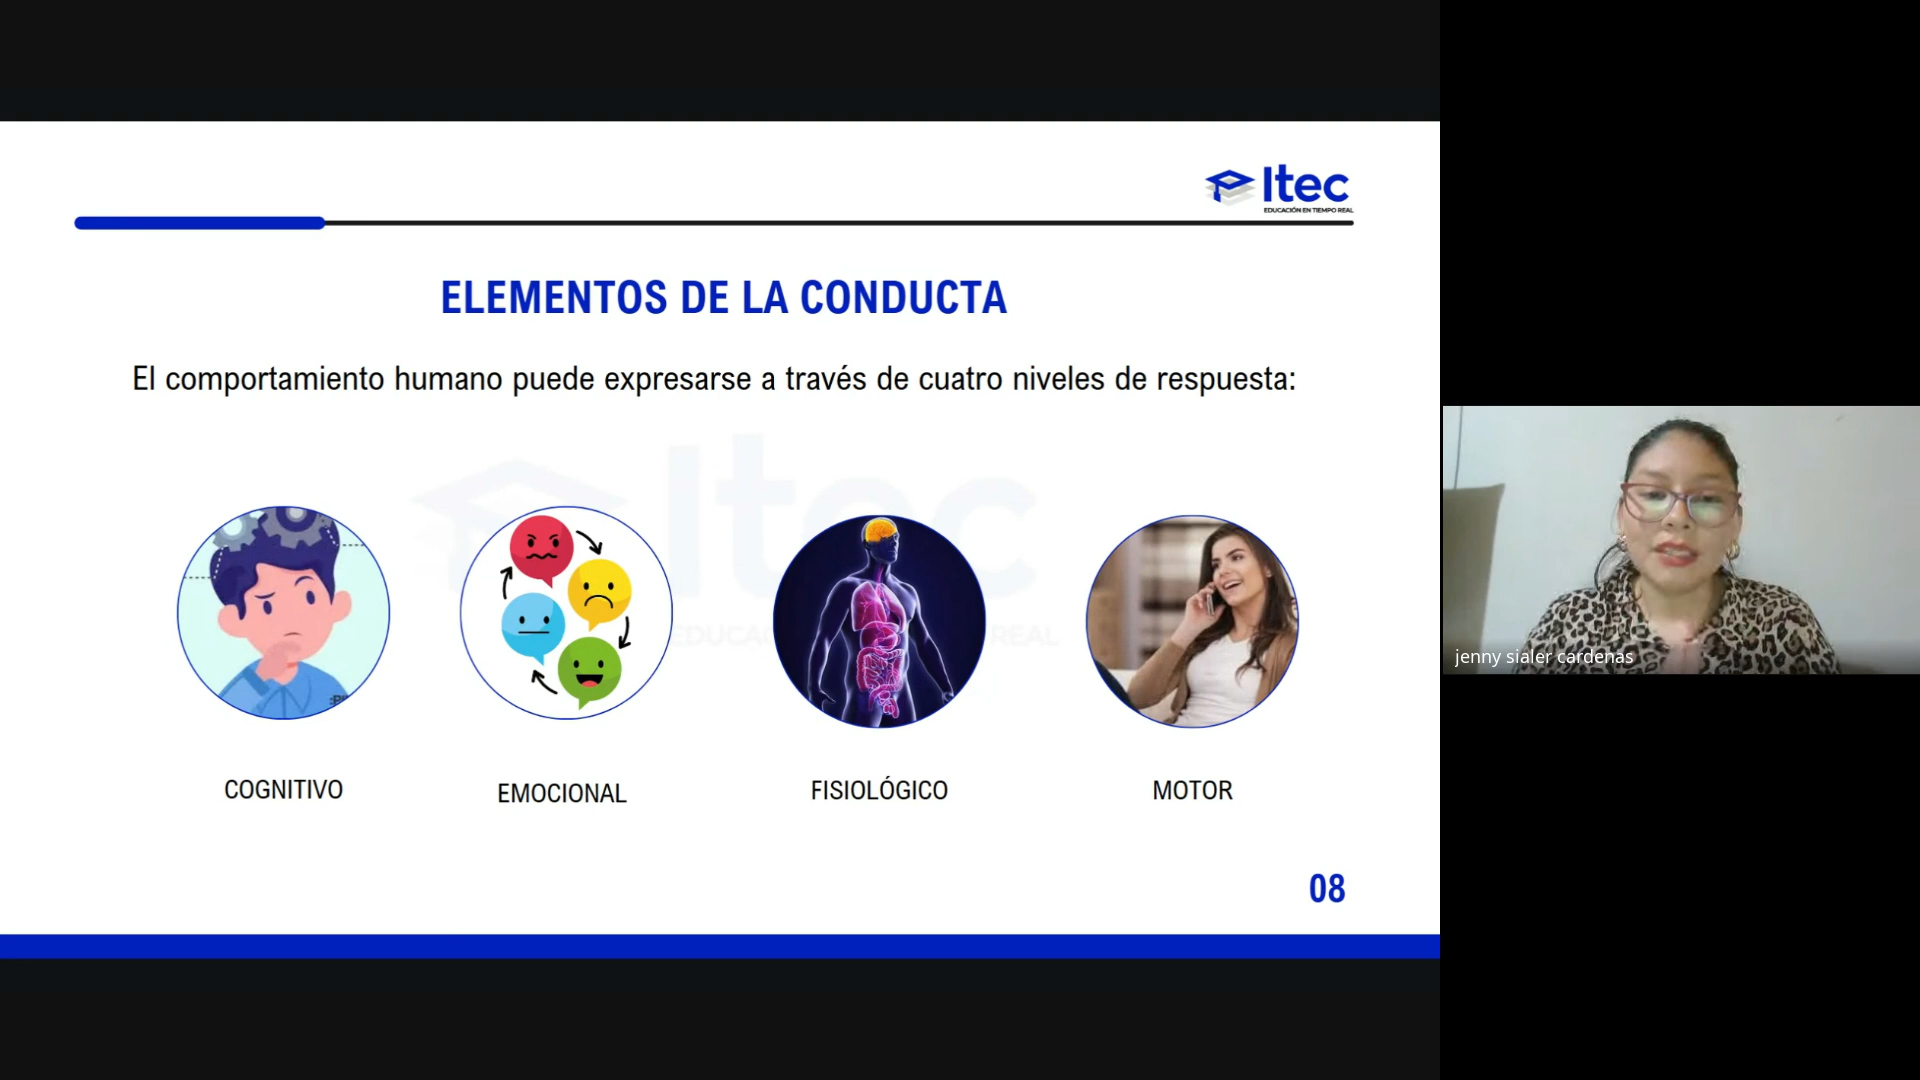 Itec
EDUCACIÓN EN TIEMPO REAL
ELEMENTOS DE LA CONDUCTA
El comportamiento humano puede expresarse a través de cuatro niveles de respuesta:
Itec
COGNITIVO
EMOCIONAL
FISIOLÓGICO
MOTOR
08
jenny sialer cardenas